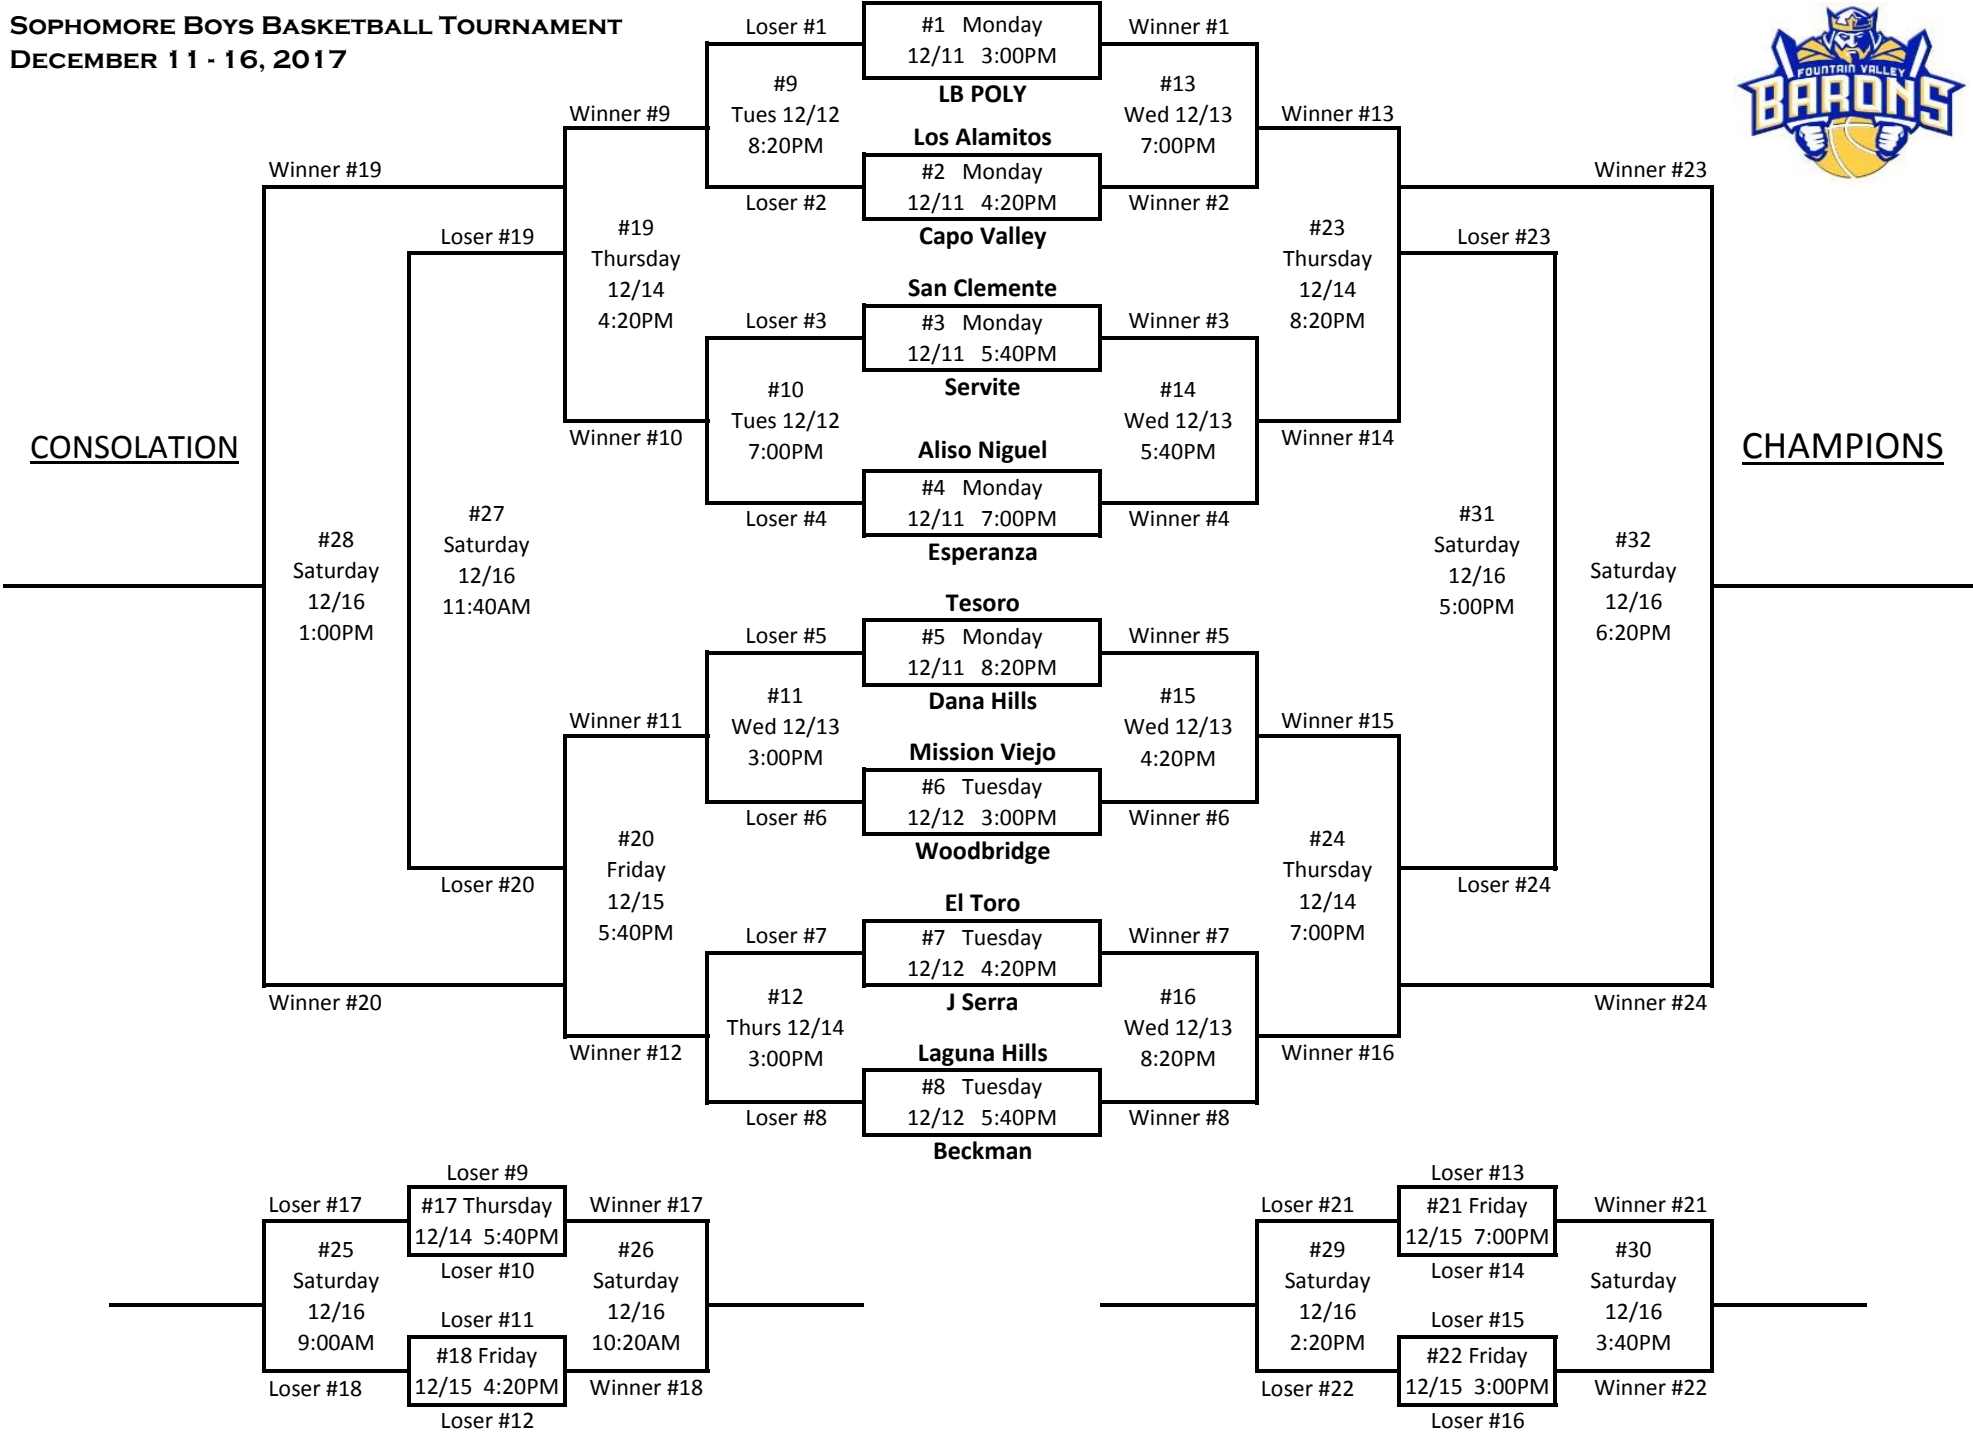 SOPHOMORE BOYS BASKETBALL TOURNAMENT
DECEMBER 11 - 16, 2017
FOUNTAIN VALLEY
BARONS
CONSOLATION
CHAMPIONS
#1 Monday
12/11 3:00PM
LB POLY
Los Alamitos
#2 Monday
12/11 4:20PM
Capo Valley
San Clemente
#3 Monday
12/11 5:40PM
Servite
Aliso Niguel
#4 Monday
12/11 7:00PM
Esperanza
Tesoro
#5 Monday
12/11 8:20PM
Dana Hills
Mission Viejo
#6 Tuesday
12/12 3:00PM
Woodbridge
El Toro
#7 Tuesday
12/12 4:20PM
J Serra
Laguna Hills
#8 Tuesday
12/12 5:40PM
Beckman
Loser #1
#9
Tues 12/12
8:20PM
Loser #2
Loser #3
#10
Tues 12/12
7:00PM
Loser #4
Loser #5
#11
Wed 12/13
3:00PM
Loser #6
Loser #7
#12
Thurs 12/14
3:00PM
Loser #8
Winner #9
#19
Thursday
12/14
4:20PM
Winner #10
Winner #11
#20
Friday
12/15
5:40PM
Winner #12
Loser #19
#27
Saturday
12/16
11:40AM
Loser #20
Winner #19
#28
Saturday
12/16
1:00PM
Winner #20
Winner #1
#13
Wed 12/13
7:00PM
Winner #2
Winner #3
#14
Wed 12/13
5:40PM
Winner #4
Winner #5
#15
Wed 12/13
4:20PM
Winner #6
Winner #7
#16
Wed 12/13
8:20PM
Winner #8
Winner #13
#23
Thursday
12/14
8:20PM
Winner #14
Winner #15
#24
Thursday
12/14
7:00PM
Winner #16
Loser #23
#31
Saturday
12/16
5:00PM
Loser #24
Winner #23
#32
Saturday
12/16
6:20PM
Winner #24
Loser #9
#17 Thursday
12/14 5:40PM
Loser #10
Loser #11
#18 Friday
12/15 4:20PM
Loser #12
Loser #17
#25
Saturday
12/16
9:00AM
Loser #18
Winner #17
#26
Saturday
12/16
10:20AM
Winner #18
Loser #13
#21 Friday
12/15 7:00PM
Loser #14
Loser #15
#22 Friday
12/15 3:00PM
Loser #16
Loser #21
#29
Saturday
12/16
2:20PM
Loser #22
Winner #21
#30
Saturday
12/16
3:40PM
Winner #22